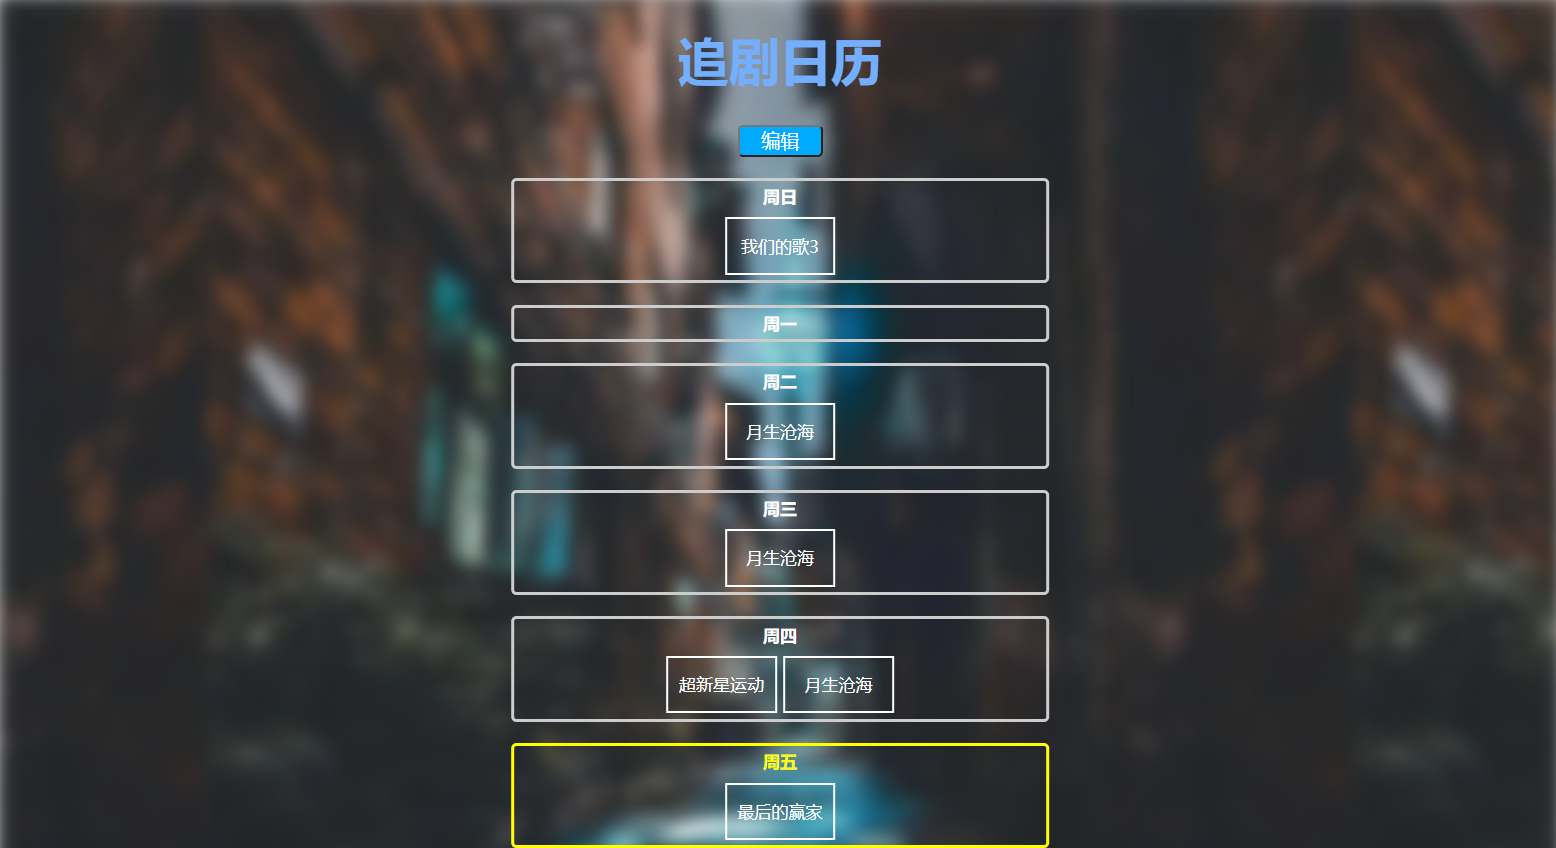 追剧日历
编辑
周日
我们的歌3
周一
周二
月生沧海
周三
月生沧海
周四
超新星运动 月生沧海
周五
最后的赢家